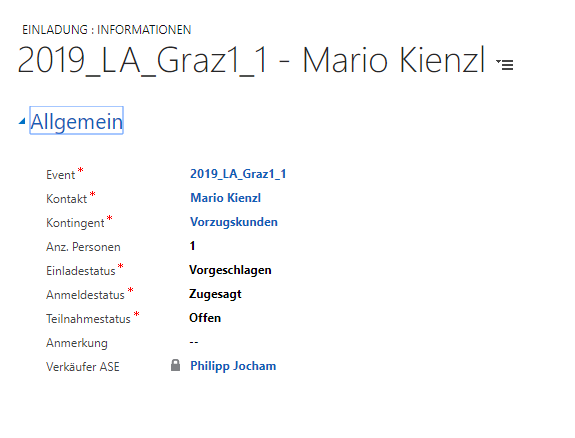 EINLADUNG : INFORMATIONEN
2019_LA_Graz1_1 - Mario Kienzl
Allgemein
Event* 2019_LA_Graz1_1
Kontakt* Mario Kienzl
Kontingent* Vorzugskunden
Anz. Personen 1
Einladestatus* Vorgeschlagen
Anmeldestatus* Zugesagt
Teilnahmestatus* Offen
Anmerkung --
Verkäufer ASE Philipp Jocham